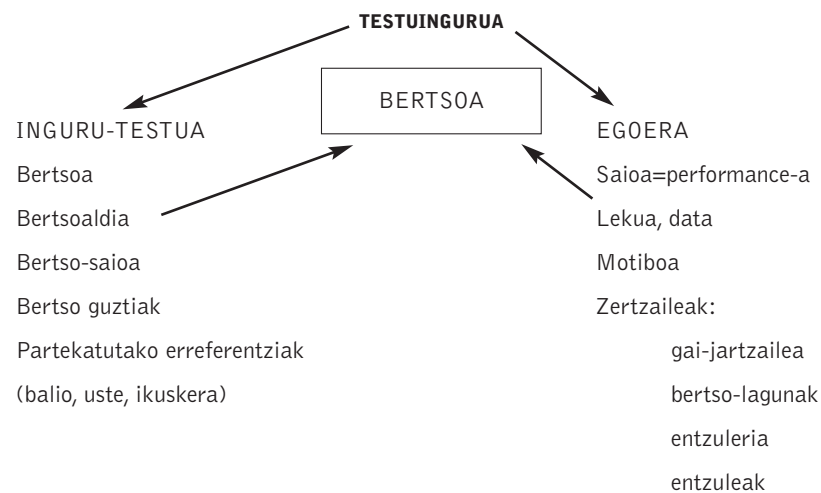 TESTUINGURUA
BERTSOA
INGURU-TESTUA
Bertsoa
Bertsoaldia
Bertso-saioa
Bertso guztiak
Partekatutako erreferentziak
(balio, uste, ikuskera)
EGOERA
Saioa=performance-a
Lekua, data
Motiboa
Zertzaileak:
gai-jartzailea
bertso-lagunak
entzuleria
entzuleak